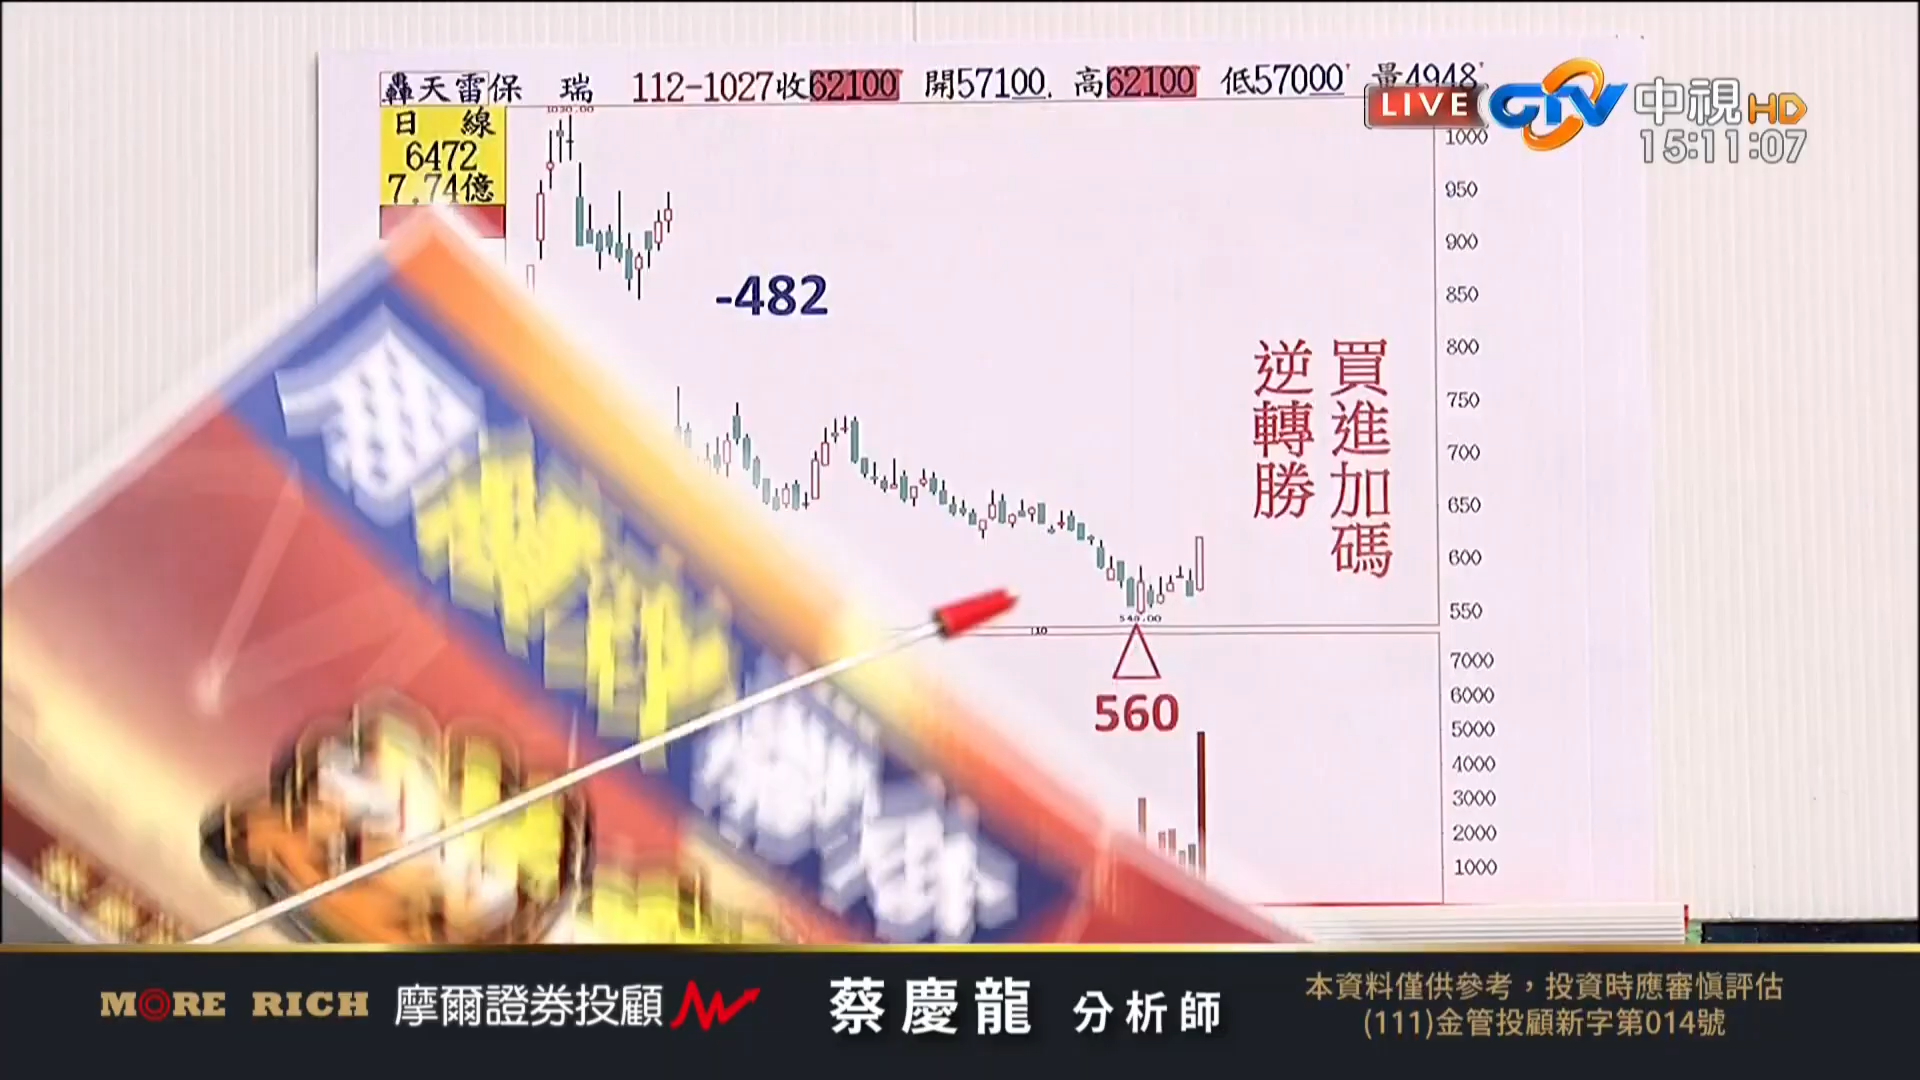 轟天雷保 瑞 112-1027收62100 開57100 高62100 低57000 量4948
LIVE CTV 中視HD
15:11:07
日 線
6472
7.74億
1030.00
-482
買進加碼
逆轉勝
1000
950
900
850
800
750
700
650
600
550
10
560
7000
6000
5000
4000
3000
2000
1000
MORE RICH 摩爾證券投顧 蔡慶龍 分析師
本資料僅供參考，投資時應審慎評估
(111)金管投顧新字第014號